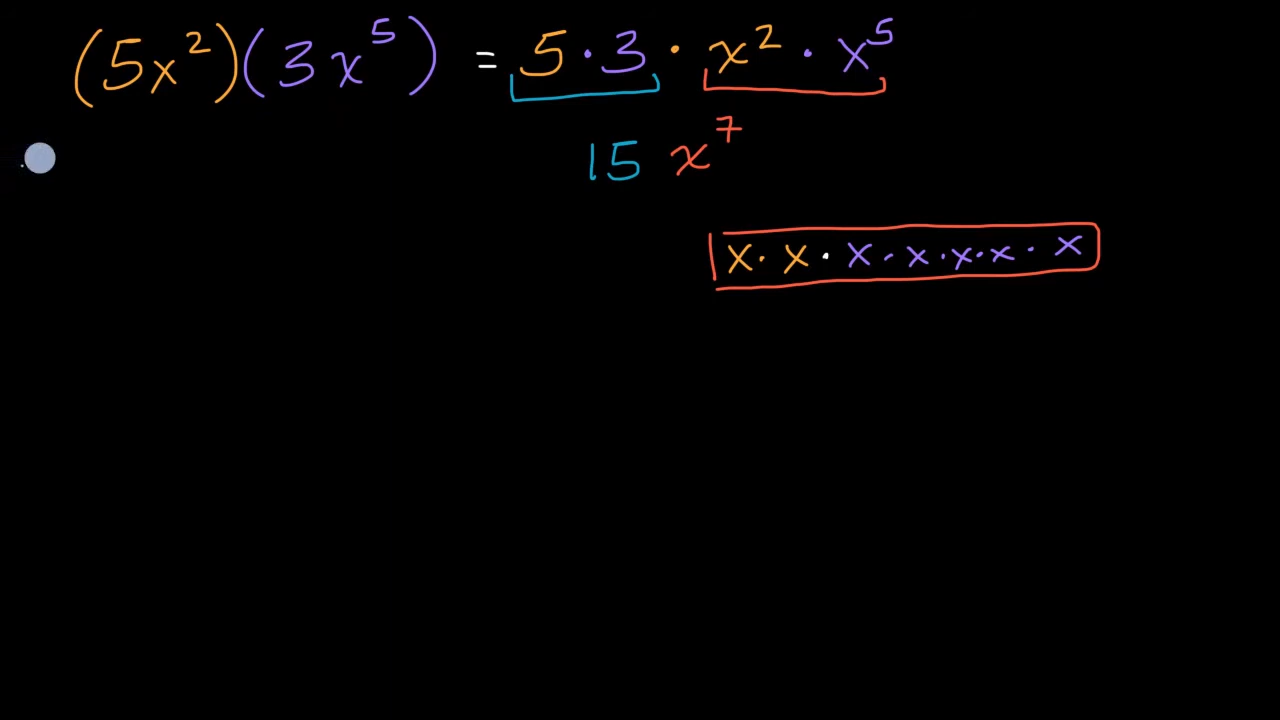 (5x²)(3x⁵) = 5 · 3 · x² · x⁵
15 x⁷
x · x · x · x · x · x · x